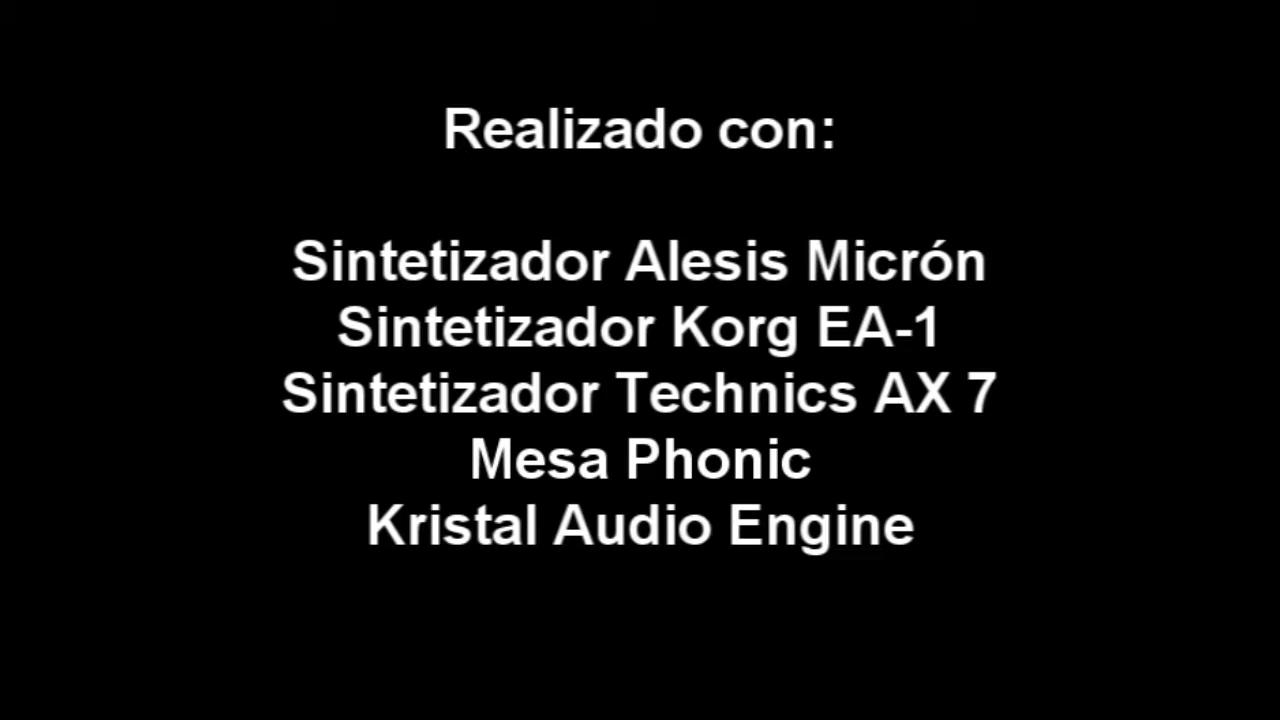 Realizado con:
Sintetizador Alesis Micrón
Sintetizador Korg EA-1
Sintetizador Technics AX 7
Mesa Phonic
Kristal Audio Engine